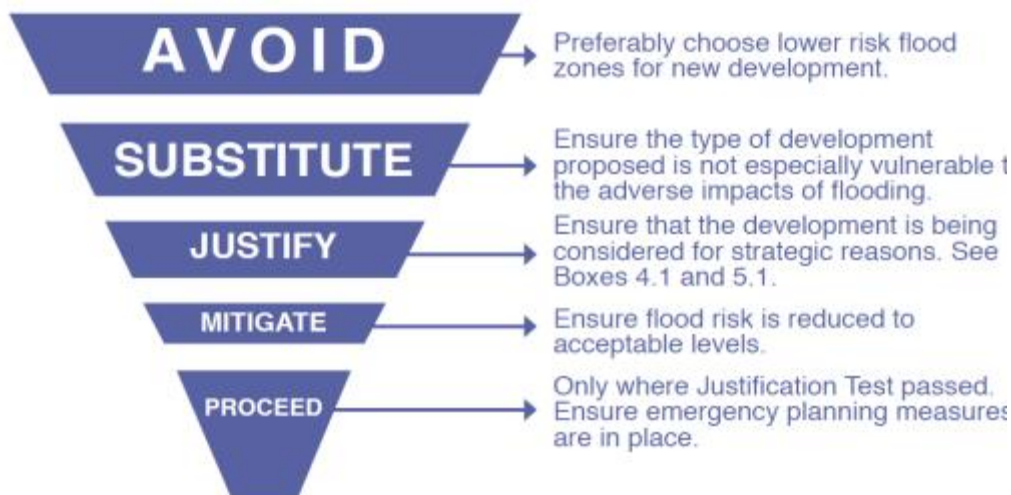 AVOID
Preferably choose lower risk flood
zones for new development.
SUBSTITUTE
Ensure the type of development
proposed is not especially vulnerable t
the adverse impacts of flooding.
JUSTIFY
Ensure that the development is being
considered for strategic reasons. See
Boxes 4.1 and 5.1.
MITIGATE
Ensure flood risk is reduced to
acceptable levels.
PROCEED
Only where Justification Test passed.
Ensure emergency planning measures
are in place.